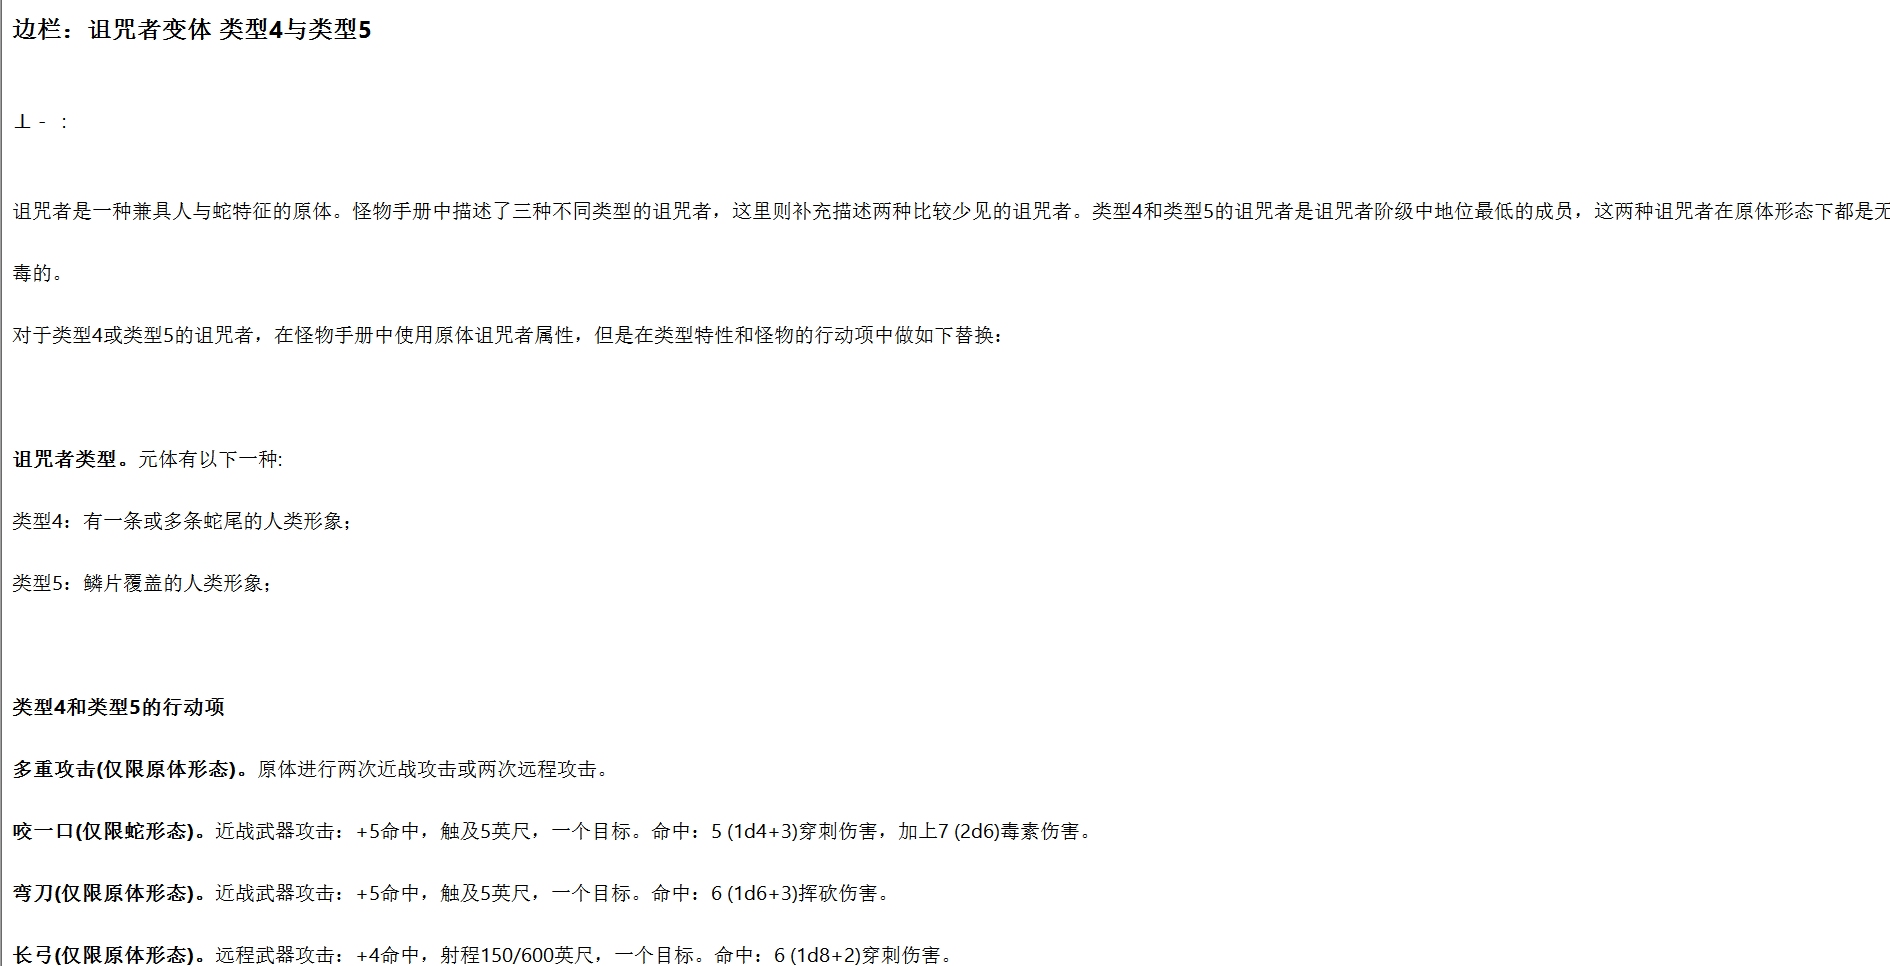 边栏：诅咒者变体 类型4与类型5
⊥ - ：
诅咒者是一种兼具人与蛇特征的原体。怪物手册中描述了三种不同类型的诅咒者，这里则补充描述两种比较少见的诅咒者。类型4和类型5的诅咒者是诅咒者阶级中地位最低的成员，这两种诅咒者在原体形态下都是无
毒的。
对于类型4或类型5的诅咒者，在怪物手册中使用原体诅咒者属性，但是在类型特性和怪物的行动项中做如下替换：
诅咒者类型。元体有以下一种:
类型4：有一条或多条蛇尾的人类形象；
类型5：鳞片覆盖的人类形象；
类型4和类型5的行动项
多重攻击(仅限原体形态)。原体进行两次近战攻击或两次远程攻击。
咬一口(仅限蛇形态)。近战武器攻击：+5命中，触及5英尺，一个目标。命中：5 (1d4+3)穿刺伤害，加上7 (2d6)毒素伤害。
弯刀(仅限原体形态)。近战武器攻击：+5命中，触及5英尺，一个目标。命中：6 (1d6+3)挥砍伤害。
长弓(仅限原体形态)。远程武器攻击：+4命中，射程150/600英尺，一个目标。命中：6 (1d8+2)穿刺伤害。